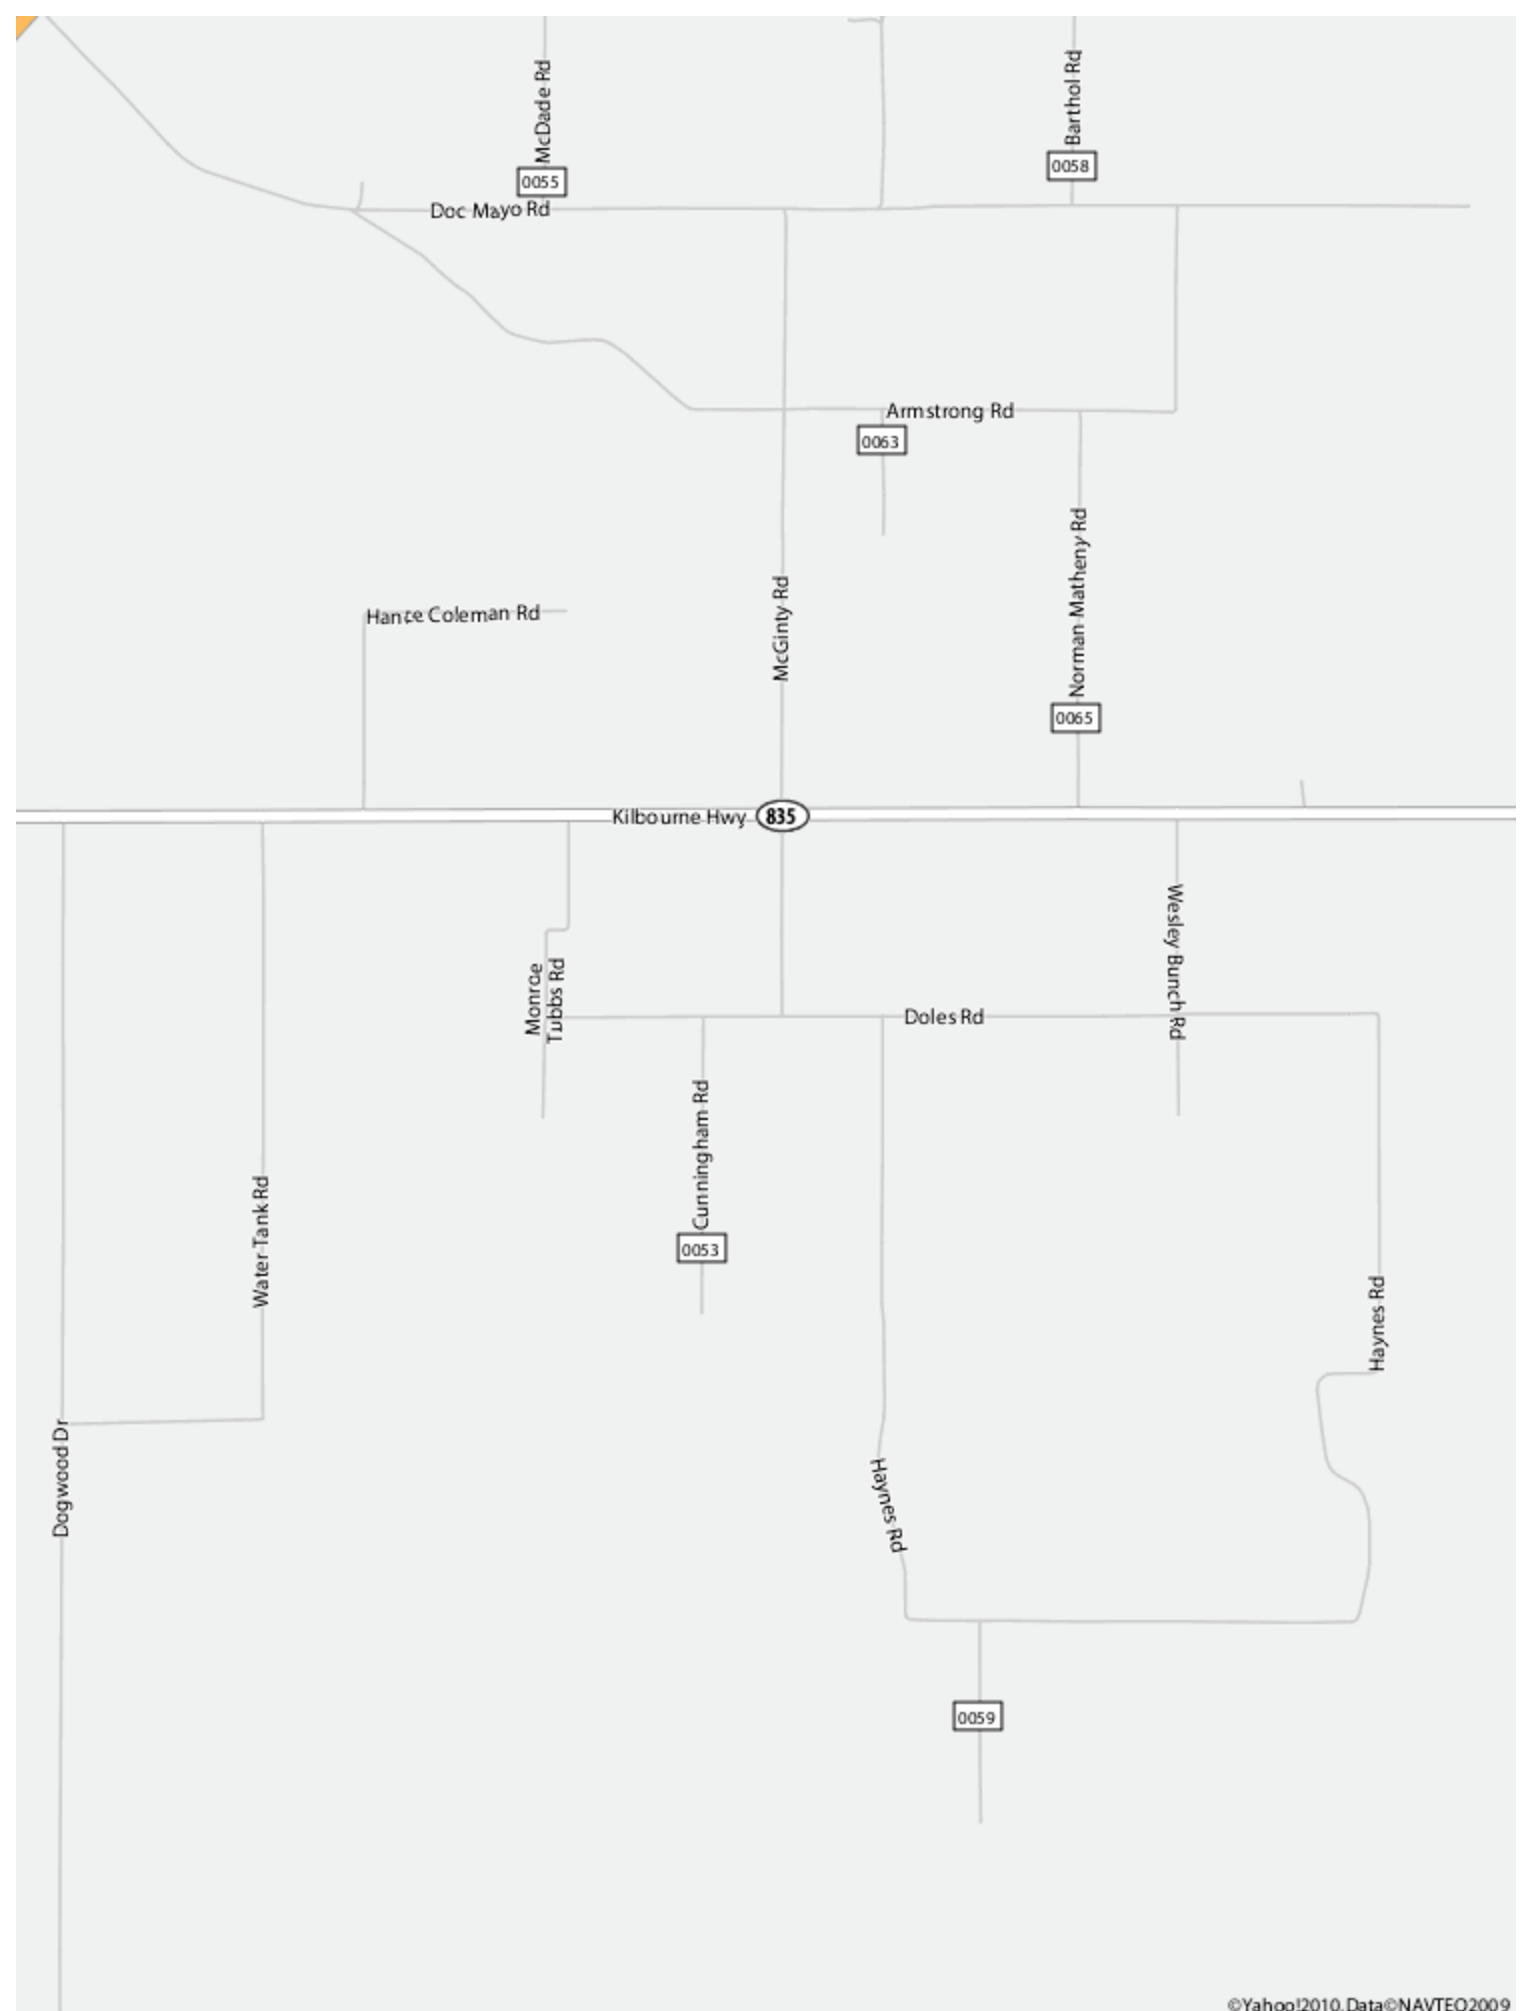 McDade Rd
Barthol Rd
0058
0055
Doc Mayo Rd
Armstrong Rd
0063
Norman Matheny Rd
McGinty Rd
Hance Coleman Rd
0065
Kilbourne Hwy
835
Wesley Bunch Rd
Monroe
Tubbs Rd
Doles Rd
Cunningham Rd
Water Tank Rd
0053
Haynes Rd
Dogwood Dr
Haynes Rd
0059
©Yahoo!2010, Data©NAVTEQ2009